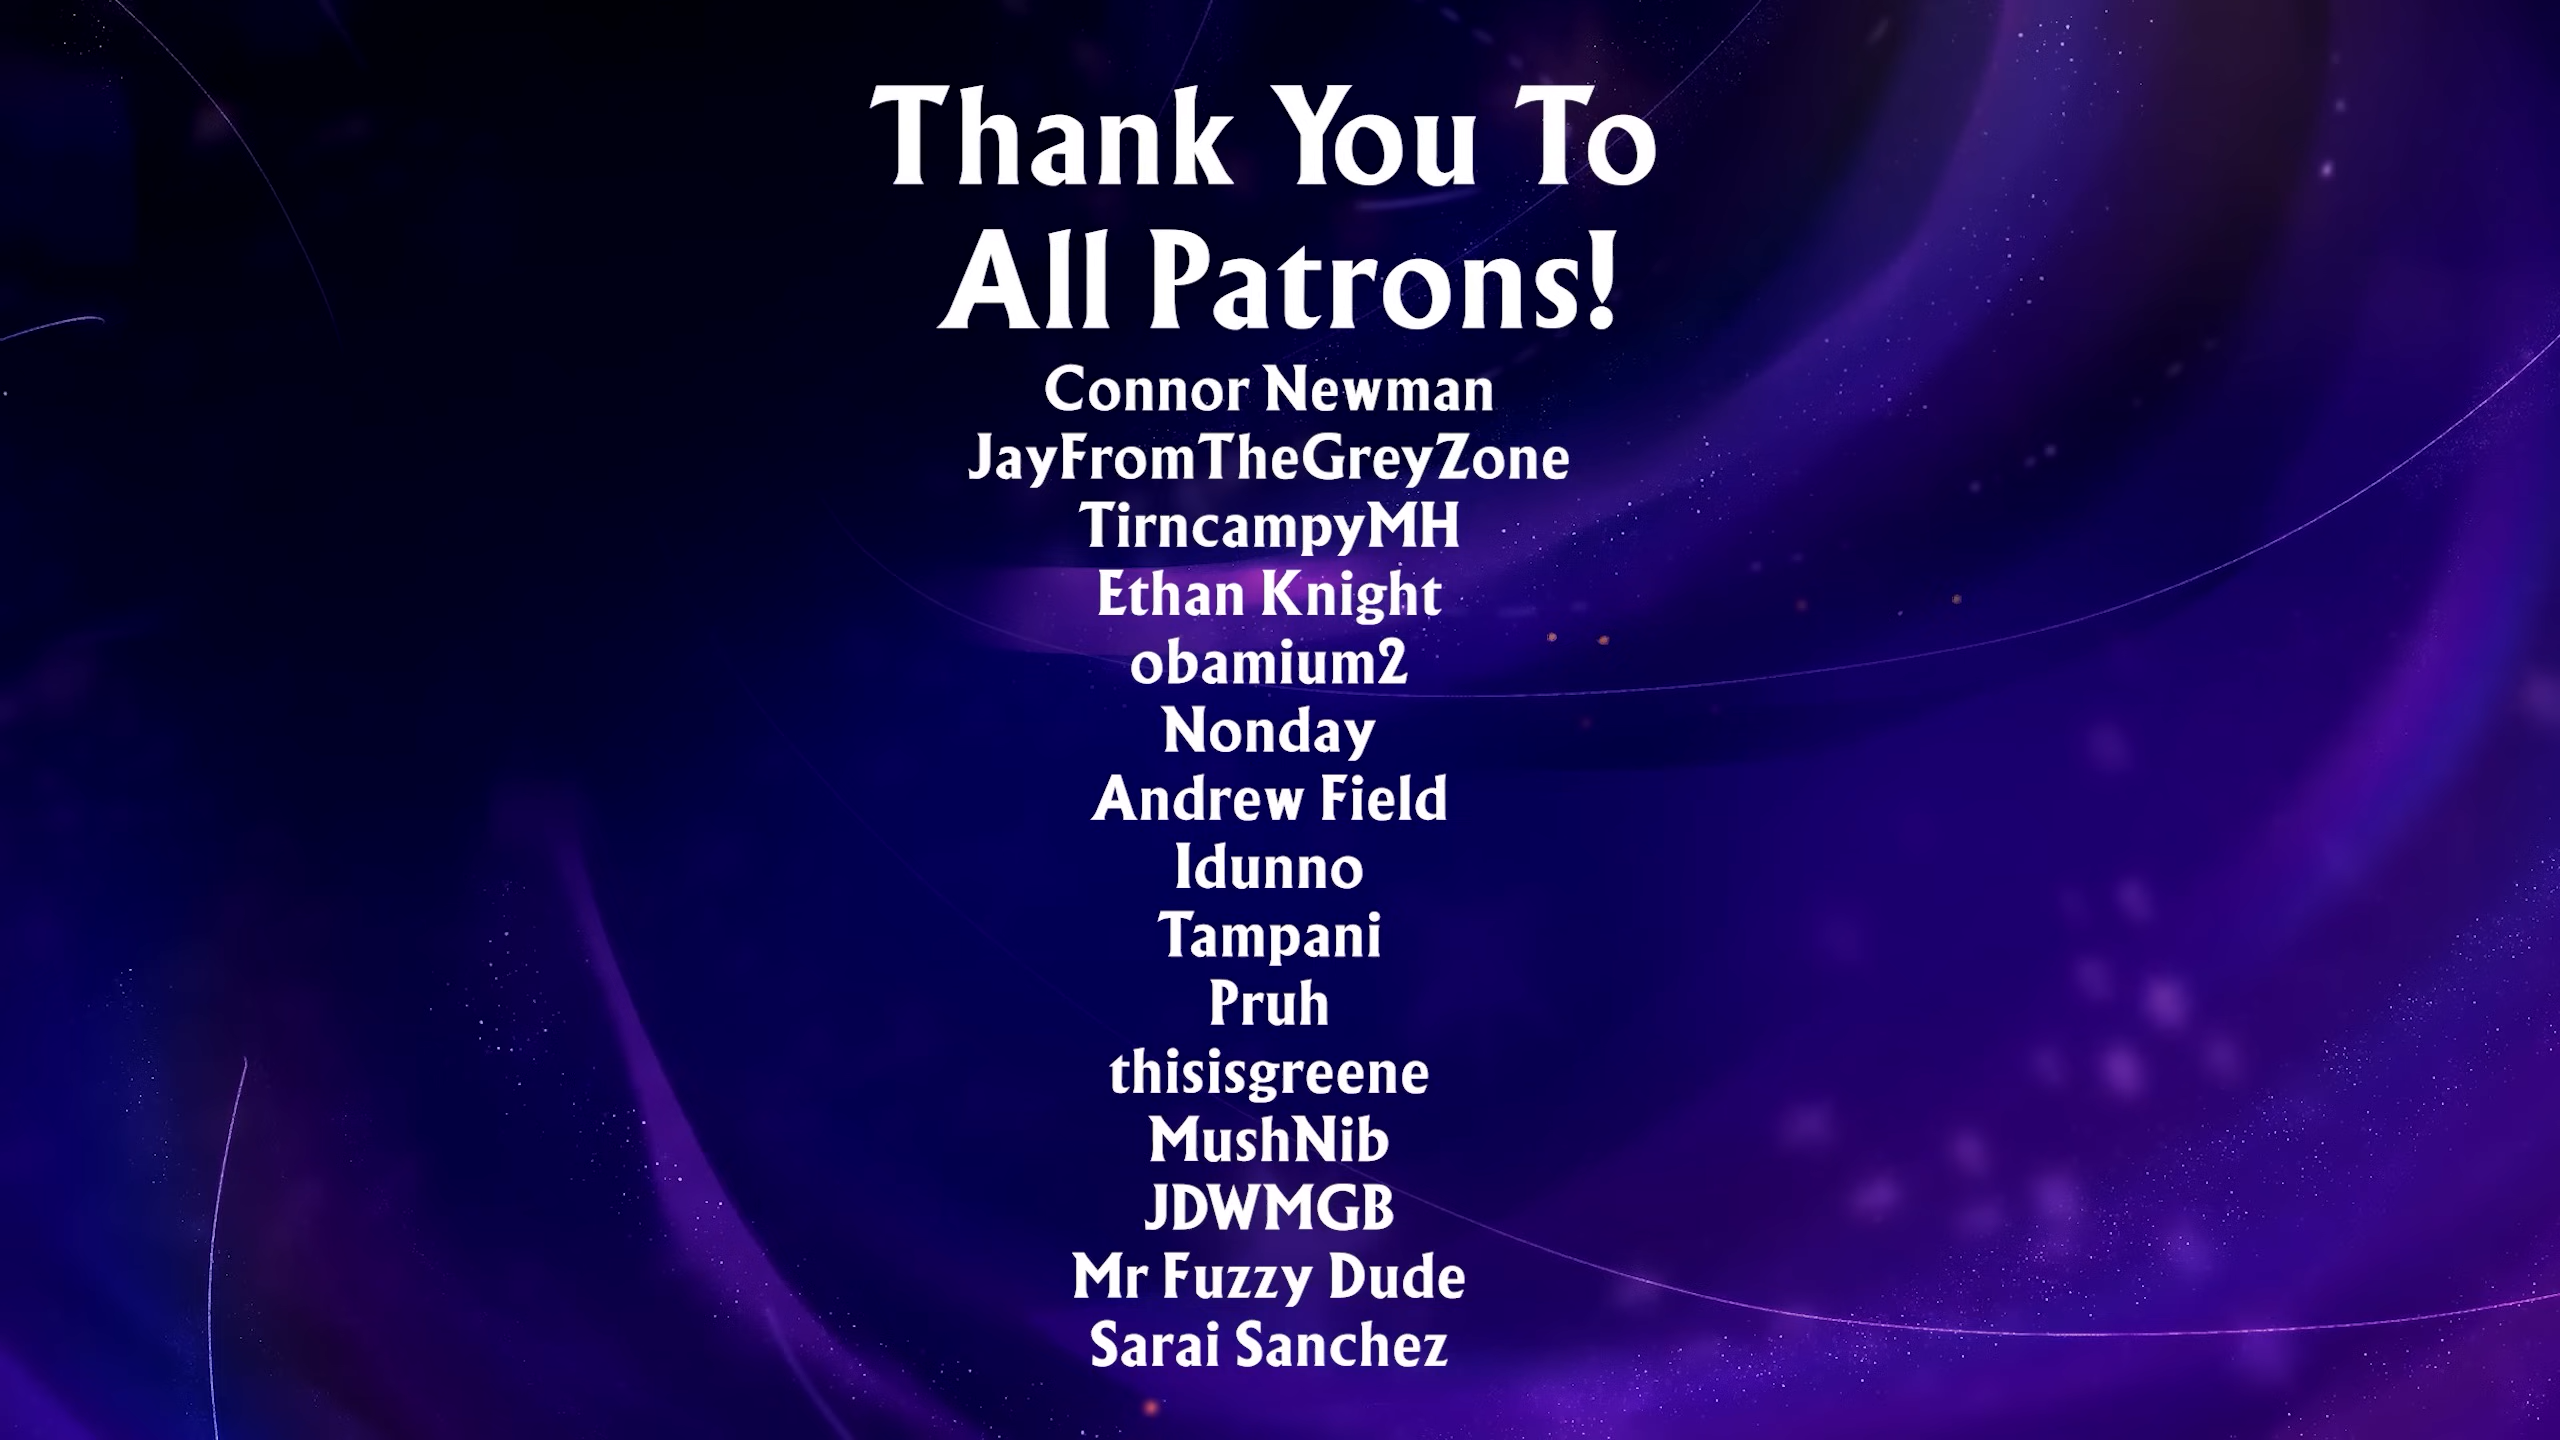 Thank You To
All Patrons!
Connor Newman
JayFromTheGreyZone
TirncampyMH
Ethan Knight
obamium2
Nonday
Andrew Field
Idunno
Tampani
Pruh
thisisgreene
MushNib
JDWMGB
Mr Fuzzy Dude
Sarai Sanchez